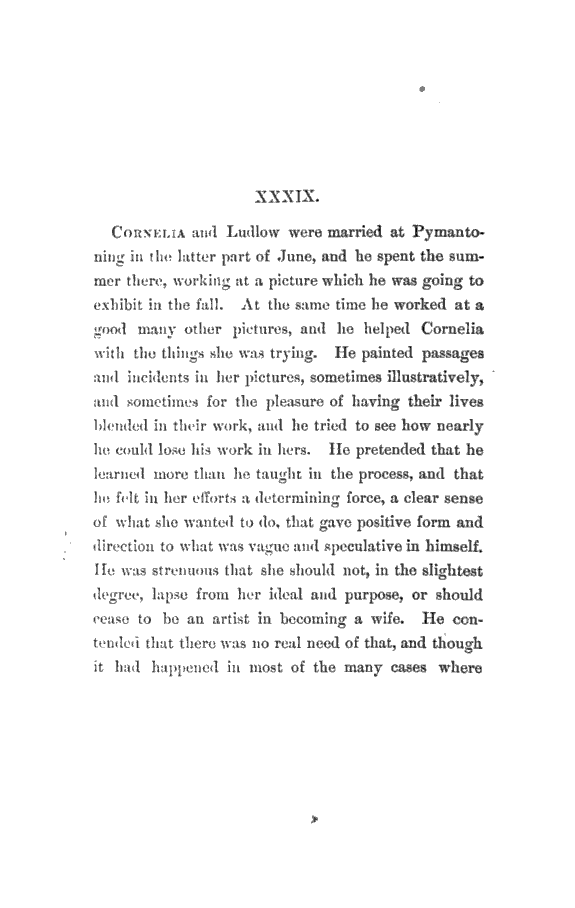 XXXIX.
CORNELIA and Ludlow were married at Pymanto-
ning in the latter part of June, and he spent the sum-
mer there, working at a picture which he was going to
exhibit in the fall. At the same time he worked at a
good many other pictures, and he helped Cornelia
with the things she was trying. He painted passages
and incidents in her pictures, sometimes illustratively,
and sometimes for the pleasure of having their lives
blended in their work, and he tried to see how nearly
he could lose his work in hers. He pretended that he
learned more than he taught in the process, and that
he felt in her efforts a determining force, a clear sense
of what she wanted to do, that gave positive form and
direction to what was vague and speculative in himself.
He was strenuous that she should not, in the slightest
degree, lapse from her ideal and purpose, or should
cease to be an artist in becoming a wife. He con-
tended that there was no real need of that, and though
it had happened in most of the many cases where